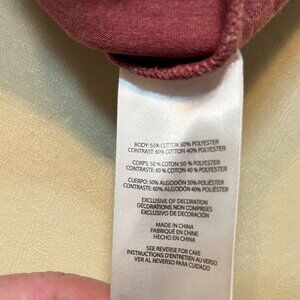 BODY: 50% COTTON 50% POLYESTER
CONTRAST: 60% COTTON 40% POLYESTER
CORPS: 50 % COTON 50 % POLYESTER
CONTRASTE: 60 % COTON 40 % POLYESTER
CUERPO: 50% ALGODÓN 50% POLIÉSTER
CONTRASTE: 60% ALGODÓN 40% POLIÉSTER
EXCLUSIVE OF DECORATION
DÉCORATIONS NON COMPRISES
EXCLUSIVO DE DECORACIÓN
MADE IN CHINA
FABRIQUÉ EN CHINE
HECHO EN CHINA
SEE REVERSE FOR CARE
INSTRUCTIONS D'ENTRETIEN AU VERSO
VER AL REVERSO PARA CUIDADO